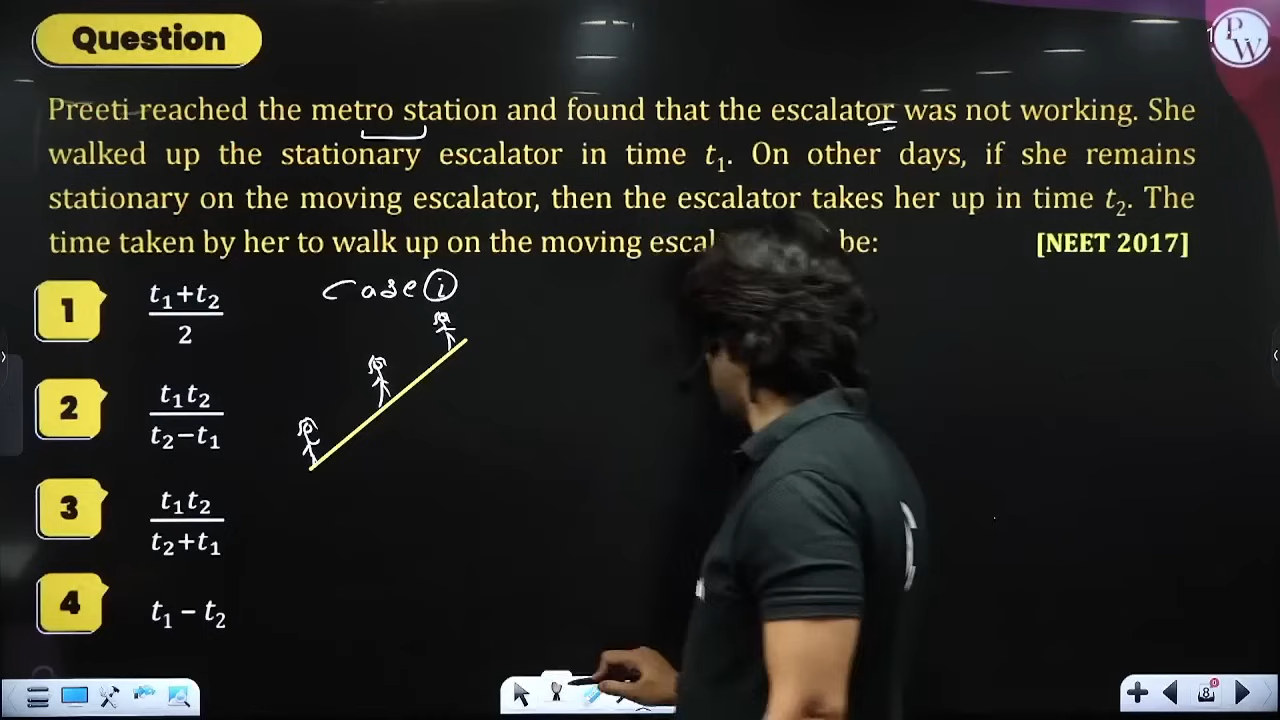 Question
PW
Preeti reached the metro station and found that the escalator was not working. She
walked up the stationary escalator in time t₁. On other days, if she remains
stationary on the moving escalator, then the escalator takes her up in time t₂. The
time taken by her to walk up on the moving escal be: [NEET 2017]
Case i
1 t₁+t₂
2
2 t₁t₂
t₂−t₁
3 t₁t₂
t₂+t₁
4 t₁ − t₂
8 0